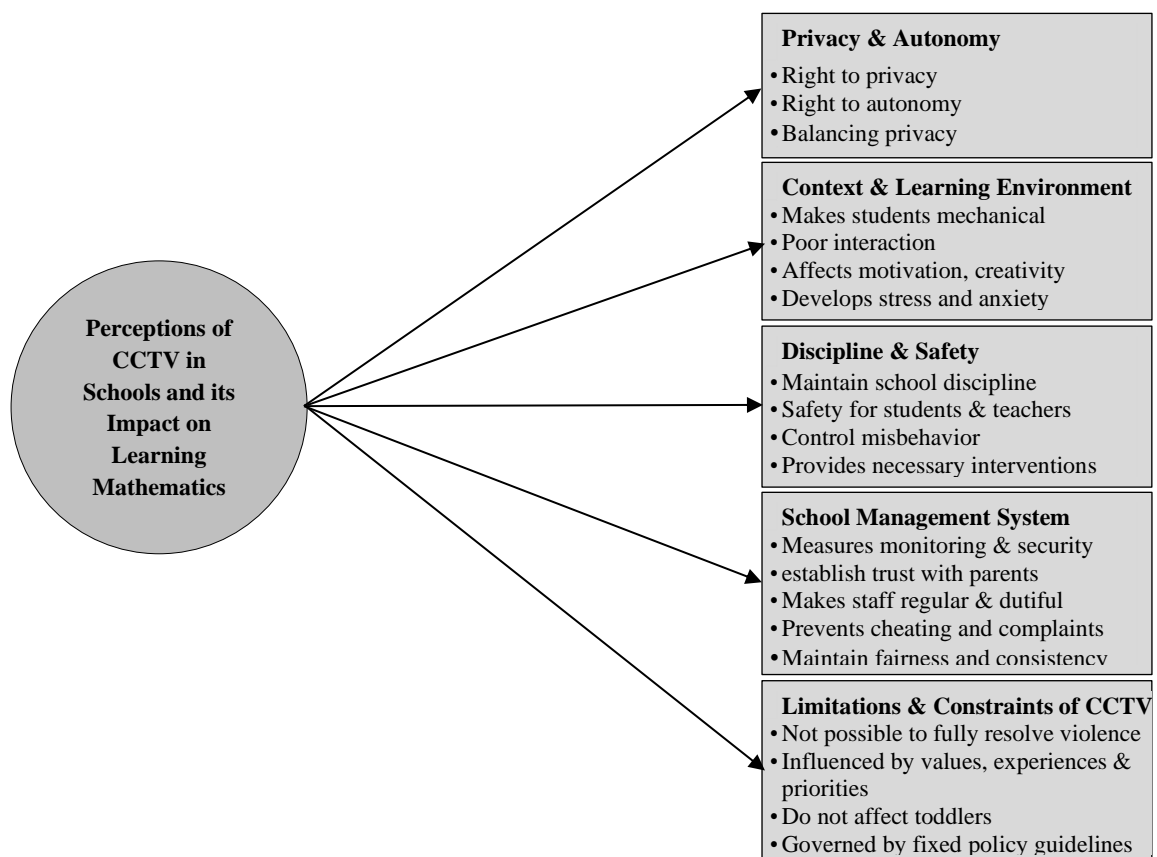 Perceptions of
CCTV in
Schools and its
Impact on
Learning
Mathematics
Privacy & Autonomy
• Right to privacy
• Right to autonomy
• Balancing privacy
Context & Learning Environment
• Makes students mechanical
• Poor interaction
• Affects motivation, creativity
• Develops stress and anxiety
Discipline & Safety
• Maintain school discipline
• Safety for students & teachers
• Control misbehavior
• Provides necessary interventions
School Management System
• Measures monitoring & security
• establish trust with parents
• Makes staff regular & dutiful
• Prevents cheating and complaints
• Maintain fairness and consistency
Limitations & Constraints of CCTV
• Not possible to fully resolve violence
• Influenced by values, experiences &
priorities
• Do not affect toddlers
• Governed by fixed policy guidelines